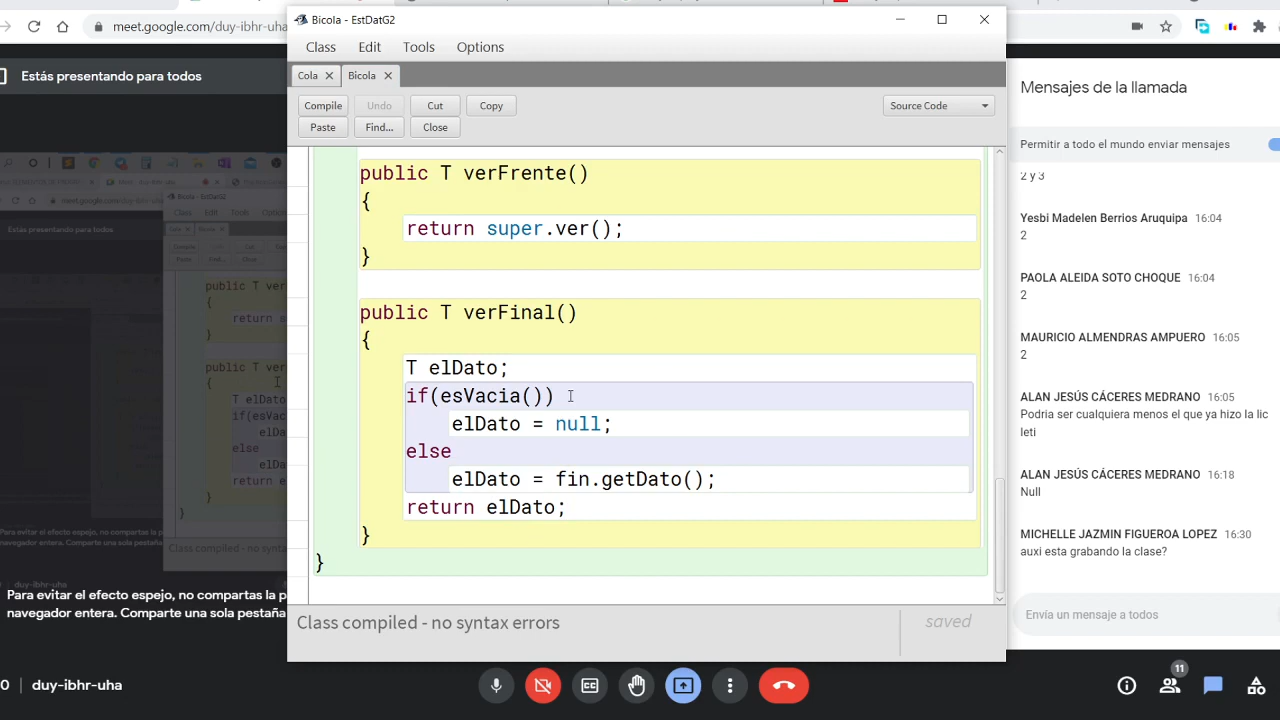 meet.google.com/duy-ibhr-uha
Estás presentando para todos
Para evitar el efecto espejo, no compartas la p
navegador entera. Comparte una sola pestaña
Bicola - EstDatG2
Class Edit Tools Options
Cola Bicola
Compile Undo Cut Copy Source Code
Paste Find... Close
public T verFrente()
{
return super.ver();
}
public T verFinal()
{
T elDato;
if(esVacia())
elDato = null;
else
elDato = fin.getDato();
return elDato;
}
}
Class compiled - no syntax errors
saved
Mensajes de la llamada
Permitir a todo el mundo enviar mensajes
2 y 3
Yesbi Madelen Berrios Aruquipa 16:04
2
PAOLA ALEIDA SOTO CHOQUE 16:04
2
MAURICIO ALMENDRAS AMPUERO 16:05
2
ALAN JESÚS CÁCERES MEDRANO 16:05
Podria ser cualquiera menos el que ya hizo la lic
leti
ALAN JESÚS CÁCERES MEDRANO 16:18
Null
MICHELLE JAZMIN FIGUEROA LOPEZ 16:30
auxi esta grabando la clase?
Envía un mensaje a todos
0 duy-ibhr-uha
11